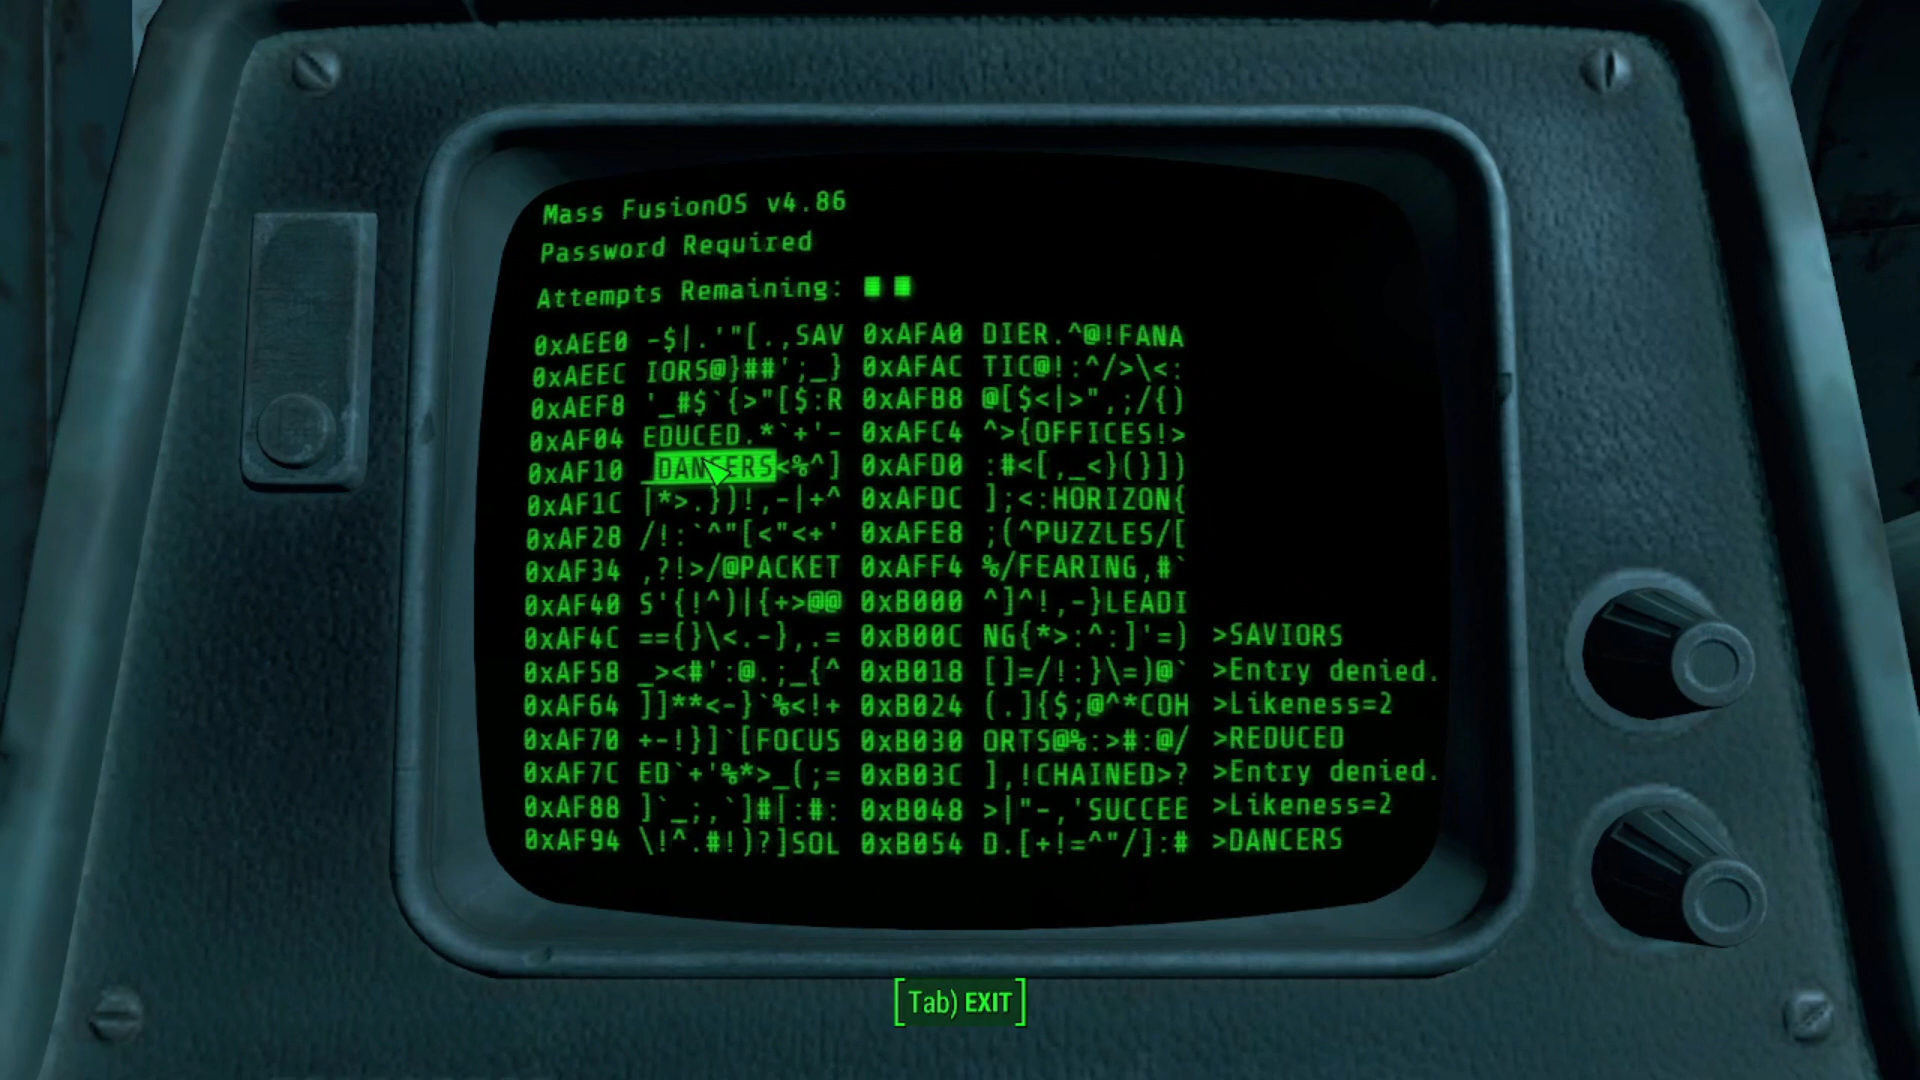 Mass FusionOS v4.86
Password Required
Attempts Remaining: ■ ■
0xAEE0 -$|.'"[.,SAV 0xAFA0 DIER.^@!FANA
0xAEEC IORS@}##';_} 0xAFAC TIC@!:^/>\<:
0xAEF8 '_#$`{>"[$:R 0xAFB8 @[$<|>",;/{)
0xAF04 EDUCED.*`+'- 0xAFC4 ^>{OFFICES!>
0xAF10 _DANCERS<%^] 0xAFD0 :#<[,_<}(}])
0xAF1C |*>.})!,-|+^ 0xAFDC ];<:HORIZON{
0xAF28 /!:`^"[<"<+' 0xAFE8 ;(^PUZZLES/[
0xAF34 ,?!>/@PACKET 0xAFF4 %/FEARING,#`
0xAF40 S'{!^)|{+>@@ 0xB000 ^]^!,-}LEADI
0xAF4C =={}\<.-},.= 0xB00C NG{*>:^:]'=) >SAVIORS
0xAF58 _><#':@.;_{^ 0xB018 []=/!:}\=)@` >Entry denied.
0xAF64 ]]**<-}`%<!+ 0xB024 (.]{$;@^*COH >Likeness=2
0xAF70 +-!}]`[FOCUS 0xB030 ORTS@%:>#:@/ >REDUCED
0xAF7C ED`+'%*>_(;= 0xB03C ],!CHAINED>? >Entry denied.
0xAF88 ]`_;,`]#|:#: 0xB048 >|"-,'SUCCEE >Likeness=2
0xAF94 \!^.#!)?]SOL 0xB054 D.[+!=^"/]:# >DANCERS
[Tab) EXIT]